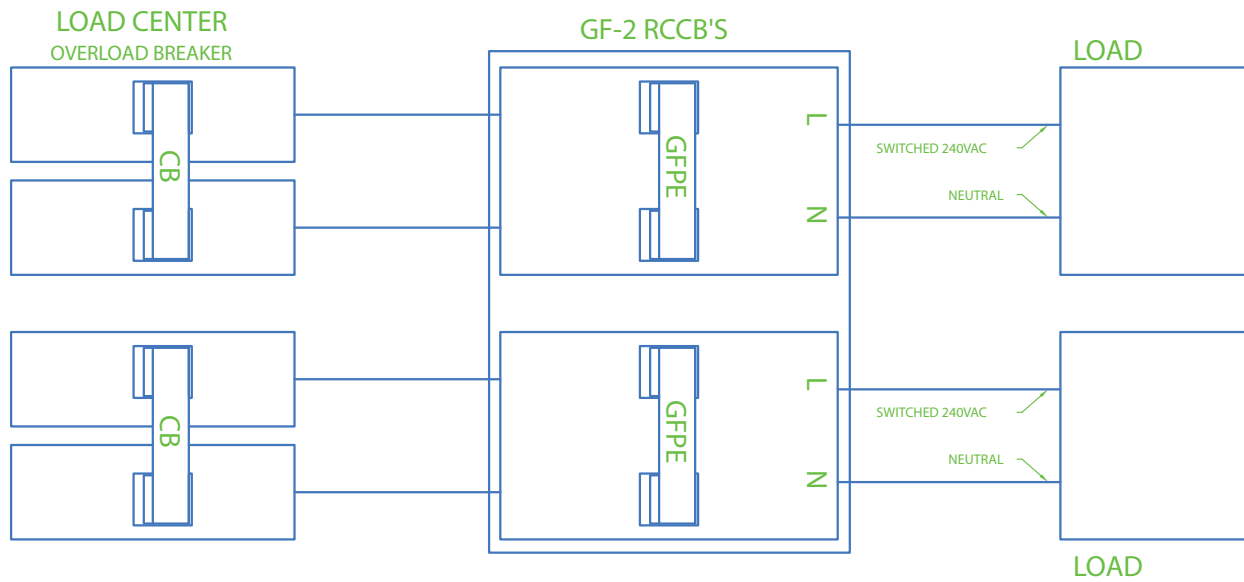 LOAD CENTER
OVERLOAD BREAKER
GF-2 RCCB'S
LOAD
CB
GFPE
L
N
SWITCHED 240VAC
NEUTRAL
CB
GFPE
L
N
SWITCHED 240VAC
NEUTRAL
LOAD